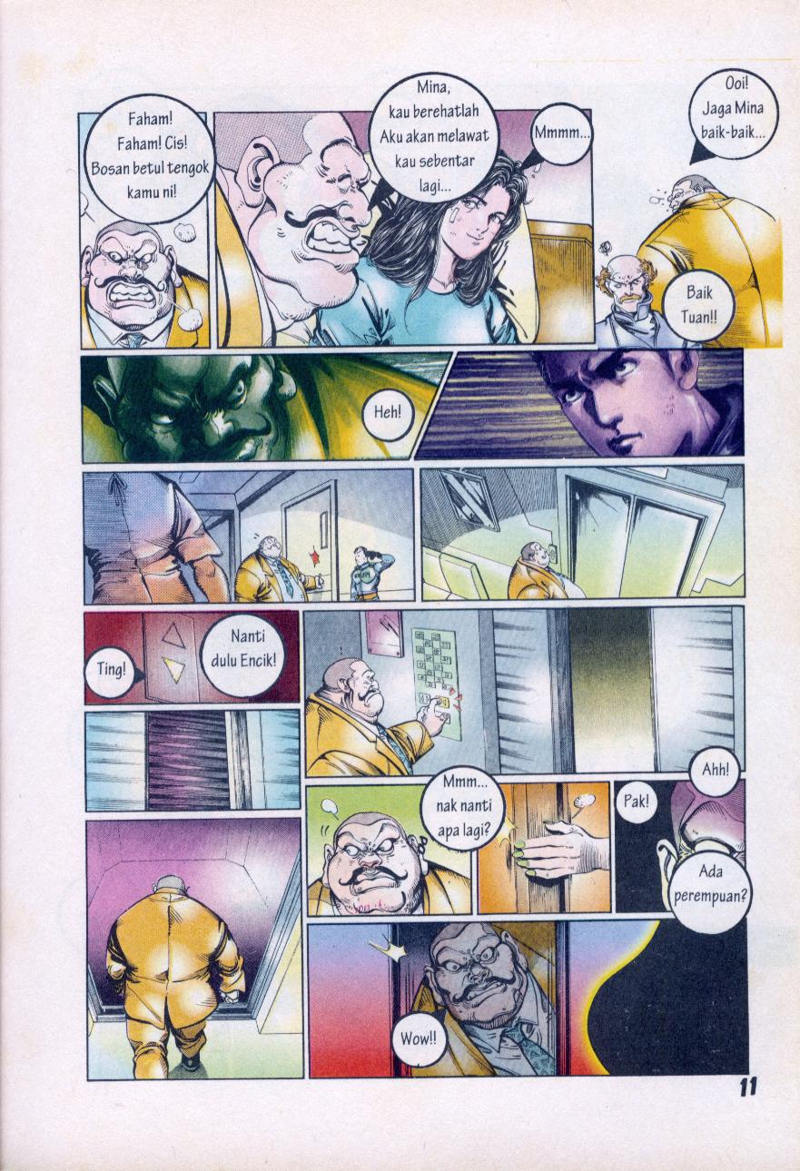 Faham!
Faham! Cis!
Bosan betul tengok
kamu ni!
Mina,
kau berehatlah
Aku akan melawat
kau sebentar
lagi...
Mmmm...
Ooi!
Jaga Mina
baik-baik...
Baik
Tuan!!
Heh!
Ting!
Nanti
dulu Encik!
Mmm...
nak nanti
apa lagi?
Pak!
Ahh!
Ada
perempuan?
Wow!!
11